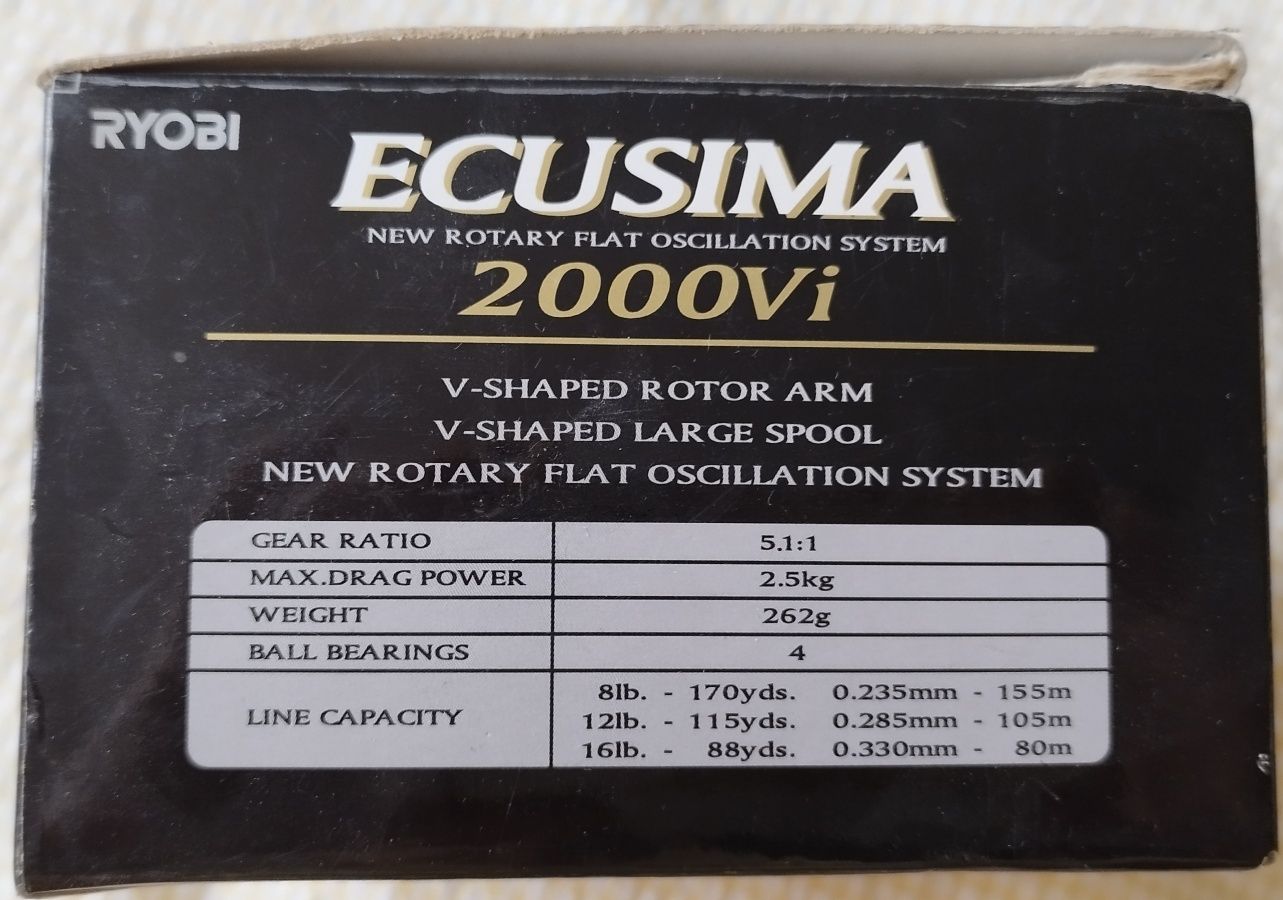 RYOBI
ECUSIMA
NEW ROTARY FLAT OSCILLATION SYSTEM
2000Vi
V-SHAPED ROTOR ARM
V-SHAPED LARGE SPOOL
NEW ROTARY FLAT OSCILLATION SYSTEM
GEAR RATIO 5.1:1
MAX.DRAG POWER 2.5kg
WEIGHT 262g
BALL BEARINGS 4
LINE CAPACITY
8lb. - 170yds. 0.235mm - 155m
12lb. - 115yds. 0.285mm - 105m
16lb. - 88yds. 0.330mm - 80m